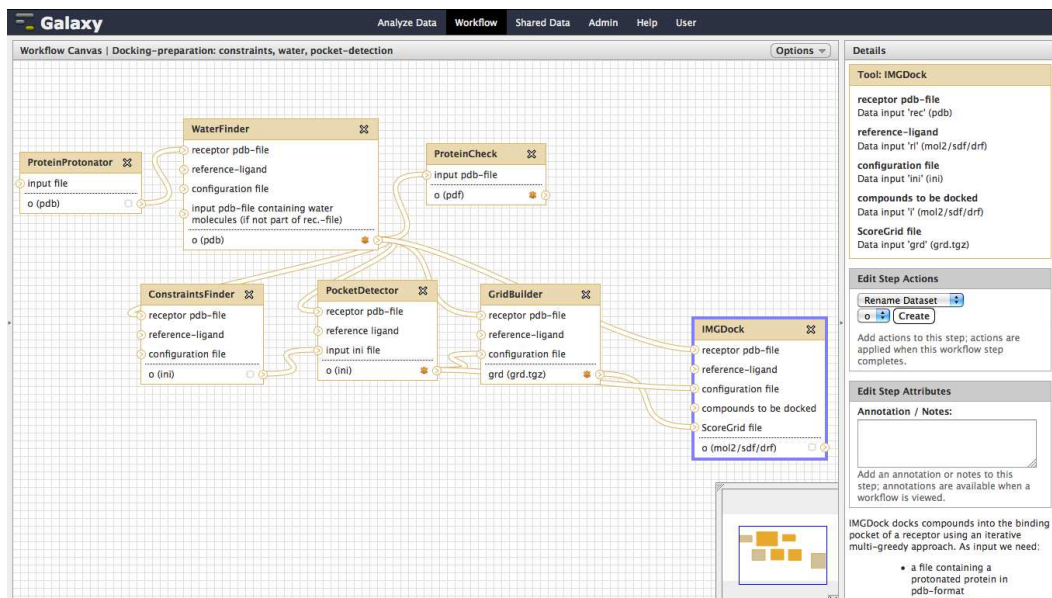 Galaxy
Analyze Data Workflow Shared Data Admin Help User
Workflow Canvas | Docking-preparation: constraints, water, pocket-detection
Options
ProteinProtonator
input file
o (pdb)
WaterFinder
receptor pdb-file
reference-ligand
configuration file
input pdb-file containing water
molecules (if not part of rec.-file)
o (pdb)
ProteinCheck
input pdb-file
o (pdf)
ConstraintsFinder
receptor pdb-file
reference-ligand
configuration file
o (ini)
PocketDetector
receptor pdb-file
reference ligand
input ini file
o (ini)
GridBuilder
receptor pdb-file
reference-ligand
configuration file
grd (grd.tgz)
IMGDock
receptor pdb-file
reference-ligand
configuration file
compounds to be docked
ScoreGrid file
o (mol2/sdf/drf)
Details
Tool: IMGDock
receptor pdb-file
Data input 'rec' (pdb)
reference-ligand
Data input 'rl' (mol2/sdf/drf)
configuration file
Data input 'ini' (ini)
compounds to be docked
Data input 'i' (mol2/sdf/drf)
ScoreGrid file
Data input 'grd' (grd.tgz)
Edit Step Actions
Rename Dataset
o Create
Add actions to this step; actions are
applied when this workflow step
completes.
Edit Step Attributes
Annotation / Notes:
Add an annotation or notes to this
step; annotations are available when a
workflow is viewed.
IMGDock docks compounds into the binding
pocket of a receptor using an iterative
multi-greedy approach. As input we need:
• a file containing a
protonated protein in
pdb-format